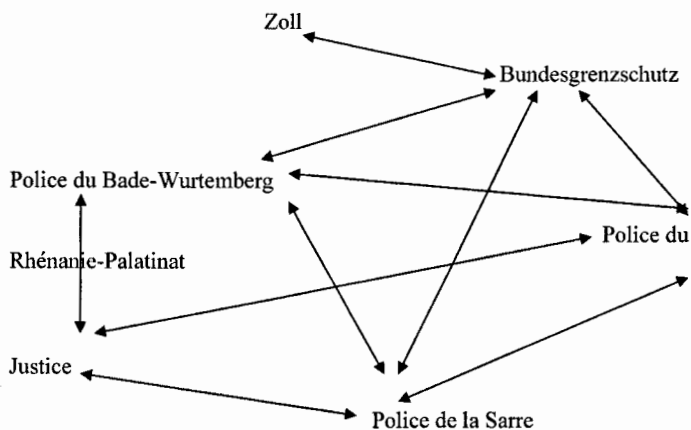 Zoll
Bundesgrenzschutz
Police du Bade-Wurtemberg
Police du
Rhénanie-Palatinat
Justice
Police de la Sarre